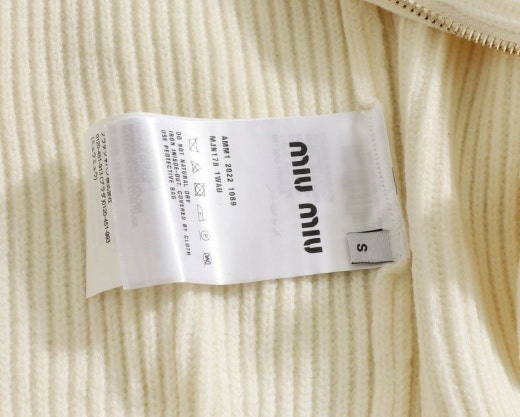 MIU MIU
S
AMM1 2022 1089
MJN178 1WAU
DO NOT NATURAL DRY
IRON INSIDE-OUT, COVERED BY CLOTH
USE PROTECTIVE BAG